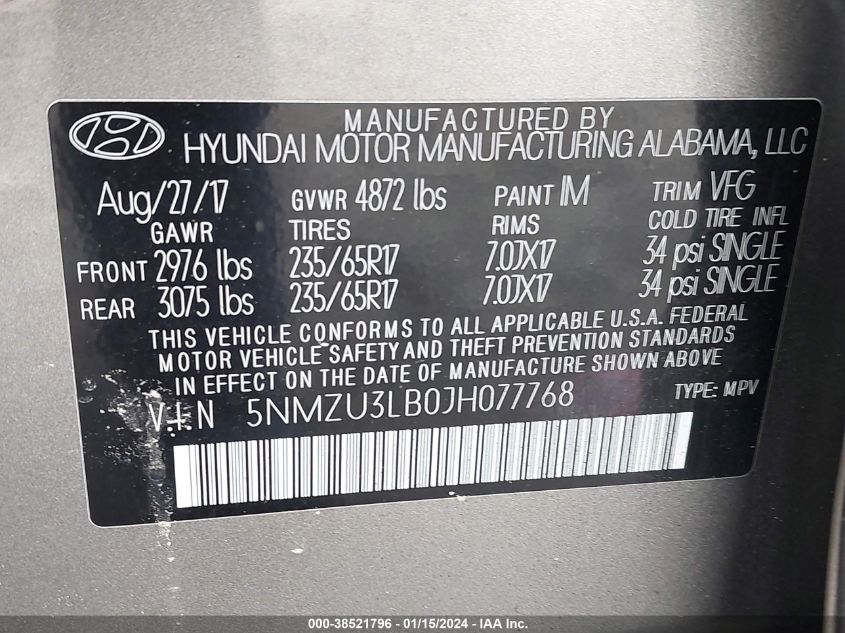 MANUFACTURED BY
HYUNDAI MOTOR MANUFACTURING ALABAMA, LLC
Aug/27/17 GVWR 4872 lbs PAINT IM TRIM VFG
GAWR TIRES RIMS COLD TIRE INFL
FRONT 2976 lbs 235/65R17 7.0JX17 34 psi SINGLE
REAR 3075 lbs 235/65R17 7.0JX17 34 psi SINGLE
THIS VEHICLE CONFORMS TO ALL APPLICABLE U.S.A. FEDERAL
MOTOR VEHICLE SAFETY AND THEFT PREVENTION STANDARDS
IN EFFECT ON THE DATE OF MANUFACTURE SHOWN ABOVE
V.I.N 5NMZU3LB0JH077768 TYPE: MPV
000-38521796 - 01/15/2024 - IAA Inc.